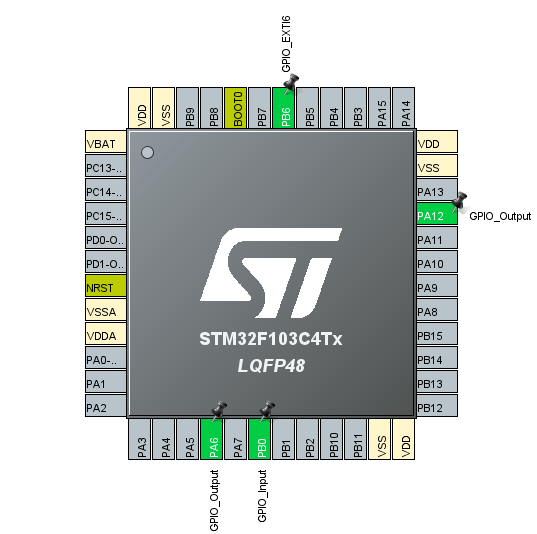 GPIO_EXTI6
VDD
VSS
PB9
PB8
BOOT0
PB7
PB6
PB5
PB4
PB3
PA15
PA14
VBAT
PC13-..
PC14-..
PC15-..
PD0-O..
PD1-O..
NRST
VSSA
VDDA
PA0-..
PA1
PA2
VDD
VSS
PA13
PA12 GPIO_Output
PA11
PA10
PA9
PA8
PB15
PB14
PB13
PB12
ST
STM32F103C4Tx
LQFP48
PA3
PA4
PA5
PA6
PA7
PB0
PB1
PB2
PB10
PB11
VSS
VDD
GPIO_Output
GPIO_Input